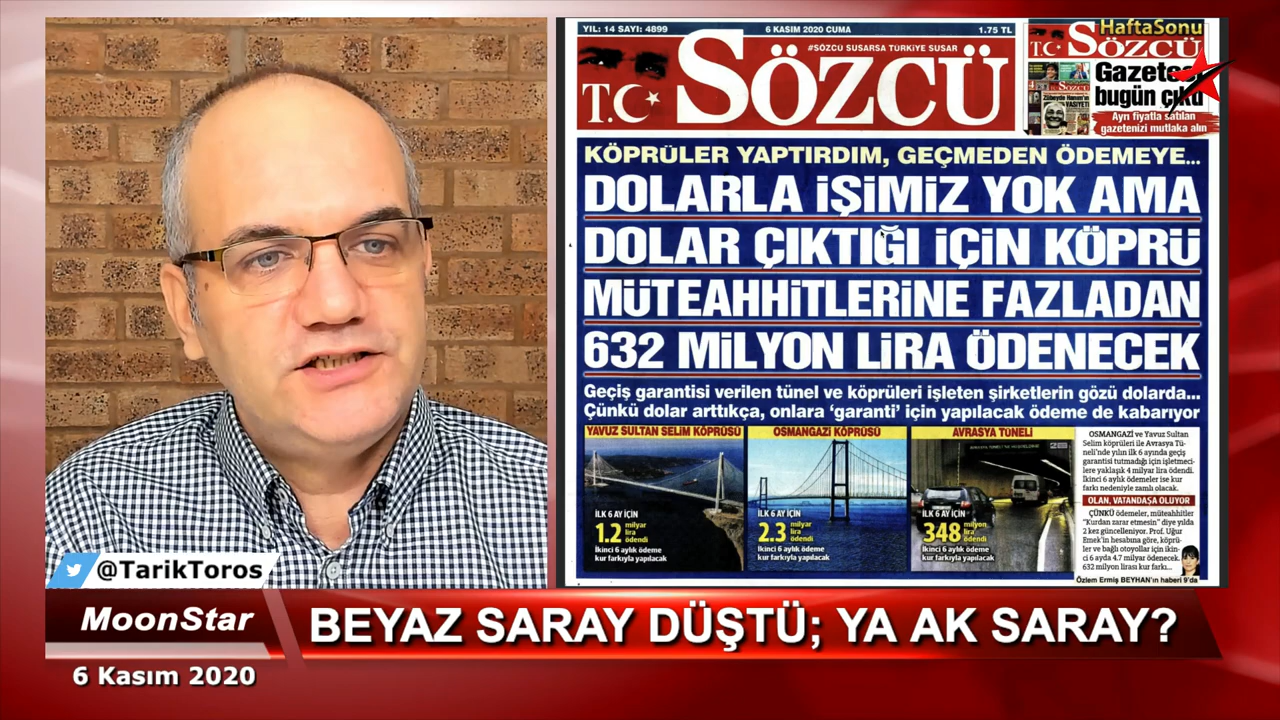 YIL: 14 SAYI: 4899
6 KASIM 2020 CUMA
1.75 TL
#SÖZCÜ SUSARSA TÜRKİYE SUSAR
T.C
SÖZCÜ
HaftaSonu
T.C SÖZCÜ
Gazetesi
bugün çıktı
Ayrı fiyatla satılan
gazetenizi mutlaka alın
KÖPRÜLER YAPTIRDIM, GEÇMEDEN ÖDEMEYE...
DOLARLA İŞİMİZ YOK AMA
DOLAR ÇIKTIĞI İÇİN KÖPRÜ
MÜTEAHHİTLERİNE FAZLADAN
632 MİLYON LİRA ÖDENECEK
Geçiş garantisi verilen tünel ve köprüleri işleten şirketlerin gözü dolarda...
Çünkü dolar arttıkça, onlara ‘garanti’ için yapılacak ödeme de kabarıyor
YAVUZ SULTAN SELİM KÖPRÜSÜ
İLK 6 AY İÇİN
1.2 milyar lira ödendi
İkinci 6 aylık ödeme
kur farkıyla yapılacak
OSMANGAZİ KÖPRÜSÜ
İLK 6 AY İÇİN
2.3 milyar lira ödendi
İkinci 6 aylık ödeme
kur farkıyla yapılacak
AVRASYA TÜNELİ
İLK 6 AY İÇİN
348 milyon lira ödendi
İkinci 6 aylık ödeme
kur farkıyla yapılacak
OSMANGAZİ ve Yavuz Sultan
Selim köprüleri ile Avrasya Tü-
neli'nde yılın ilk 6 ayında geçiş
garantisi tutmadığı için işletmeci-
lere yaklaşık 4 milyar lira ödendi.
İkinci 6 aylık ödemeler ise kur
farkı nedeniyle zamlı olacak.
OLAN, VATANDAŞA OLUYOR
ÇÜNKÜ ödemeler, müteahhitler
"Kurdan zarar etmesin" diye yılda
2 kez güncelleniyor. Prof. Uğur
Emek'in hesabına göre, köprü-
ler ve bağlı otoyollar için ikin-
ci 6 ayda 4.7 milyar ödenecek.
632 milyon lirası kur farkı...
Özlem Ermiş BEYHAN'ın haberi 9'da
@TarikToros
MoonStar
BEYAZ SARAY DÜŞTÜ; YA AK SARAY?
6 Kasım 2020